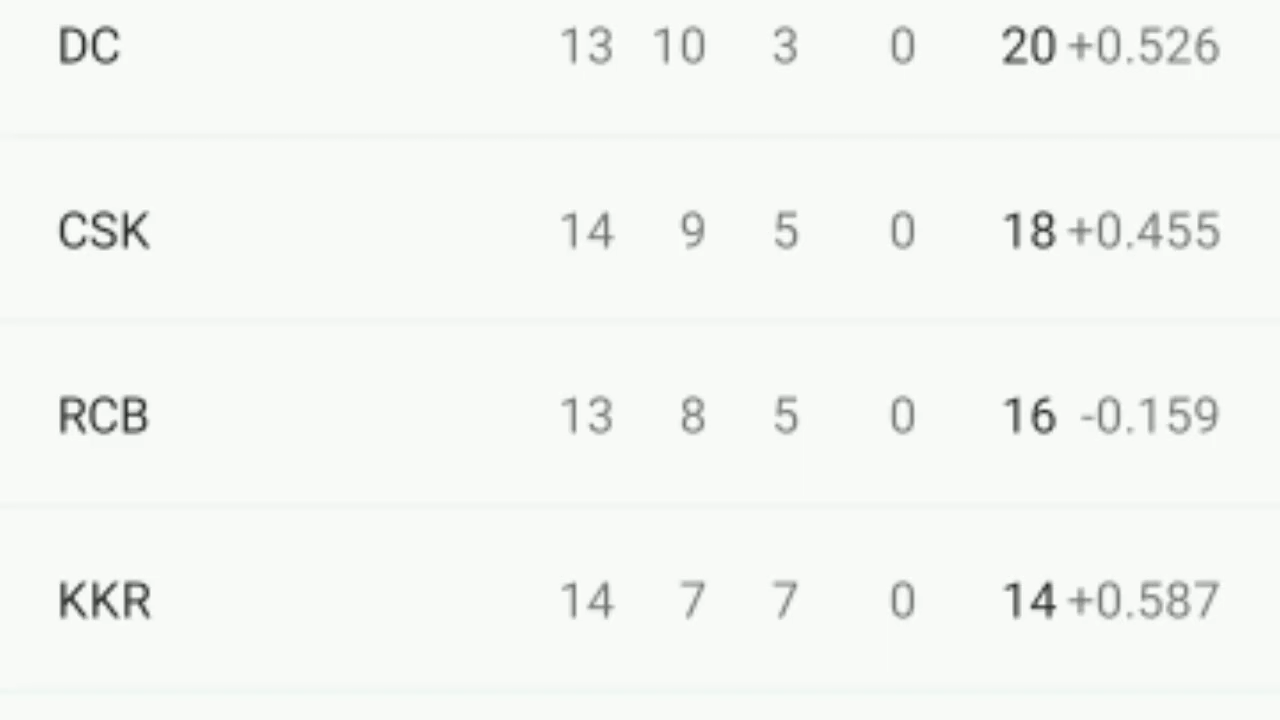 DC 13 10 3 0 20 +0.526
CSK 14 9 5 0 18 +0.455
RCB 13 8 5 0 16 -0.159
KKR 14 7 7 0 14 +0.587